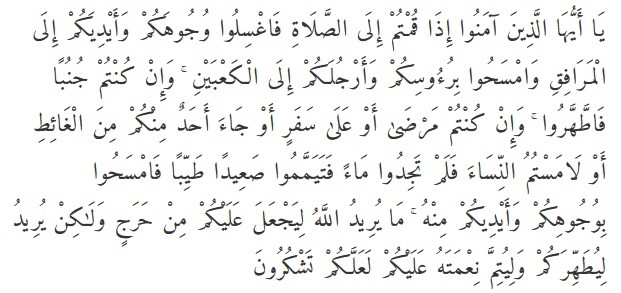 يَا أَيُّهَا الَّذِينَ آمَنُوا إِذَا قُمْتُمْ إِلَى الصَّلَاةِ فَاغْسِلُوا وُجُوهَكُمْ وَأَيْدِيَكُمْ إِلَى
الْمَرَافِقِ وَامْسَحُوا بِرُءُوسِكُمْ وَأَرْجُلَكُمْ إِلَى الْكَعْبَيْنِ ۚ وَإِنْ كُنْتُمْ جُنُبًا
فَاطَّهَّرُوا ۚ وَإِنْ كُنْتُمْ مَرْضَىٰ أَوْ عَلَىٰ سَفَرٍ أَوْ جَاءَ أَحَدٌ مِنْكُمْ مِنَ الْغَائِطِ
أَوْ لَامَسْتُمُ النِّسَاءَ فَلَمْ تَجِدُوا مَاءً فَتَيَمَّمُوا صَعِيدًا طَيِّبًا فَامْسَحُوا
بِوُجُوهِكُمْ وَأَيْدِيكُمْ مِنْهُ ۚ مَا يُرِيدُ اللَّهُ لِيَجْعَلَ عَلَيْكُمْ مِنْ حَرَجٍ وَلَٰكِنْ يُرِيدُ
لِيُطَهِّرَكُمْ وَلِيُتِمَّ نِعْمَتَهُ عَلَيْكُمْ لَعَلَّكُمْ تَشْكُرُونَ